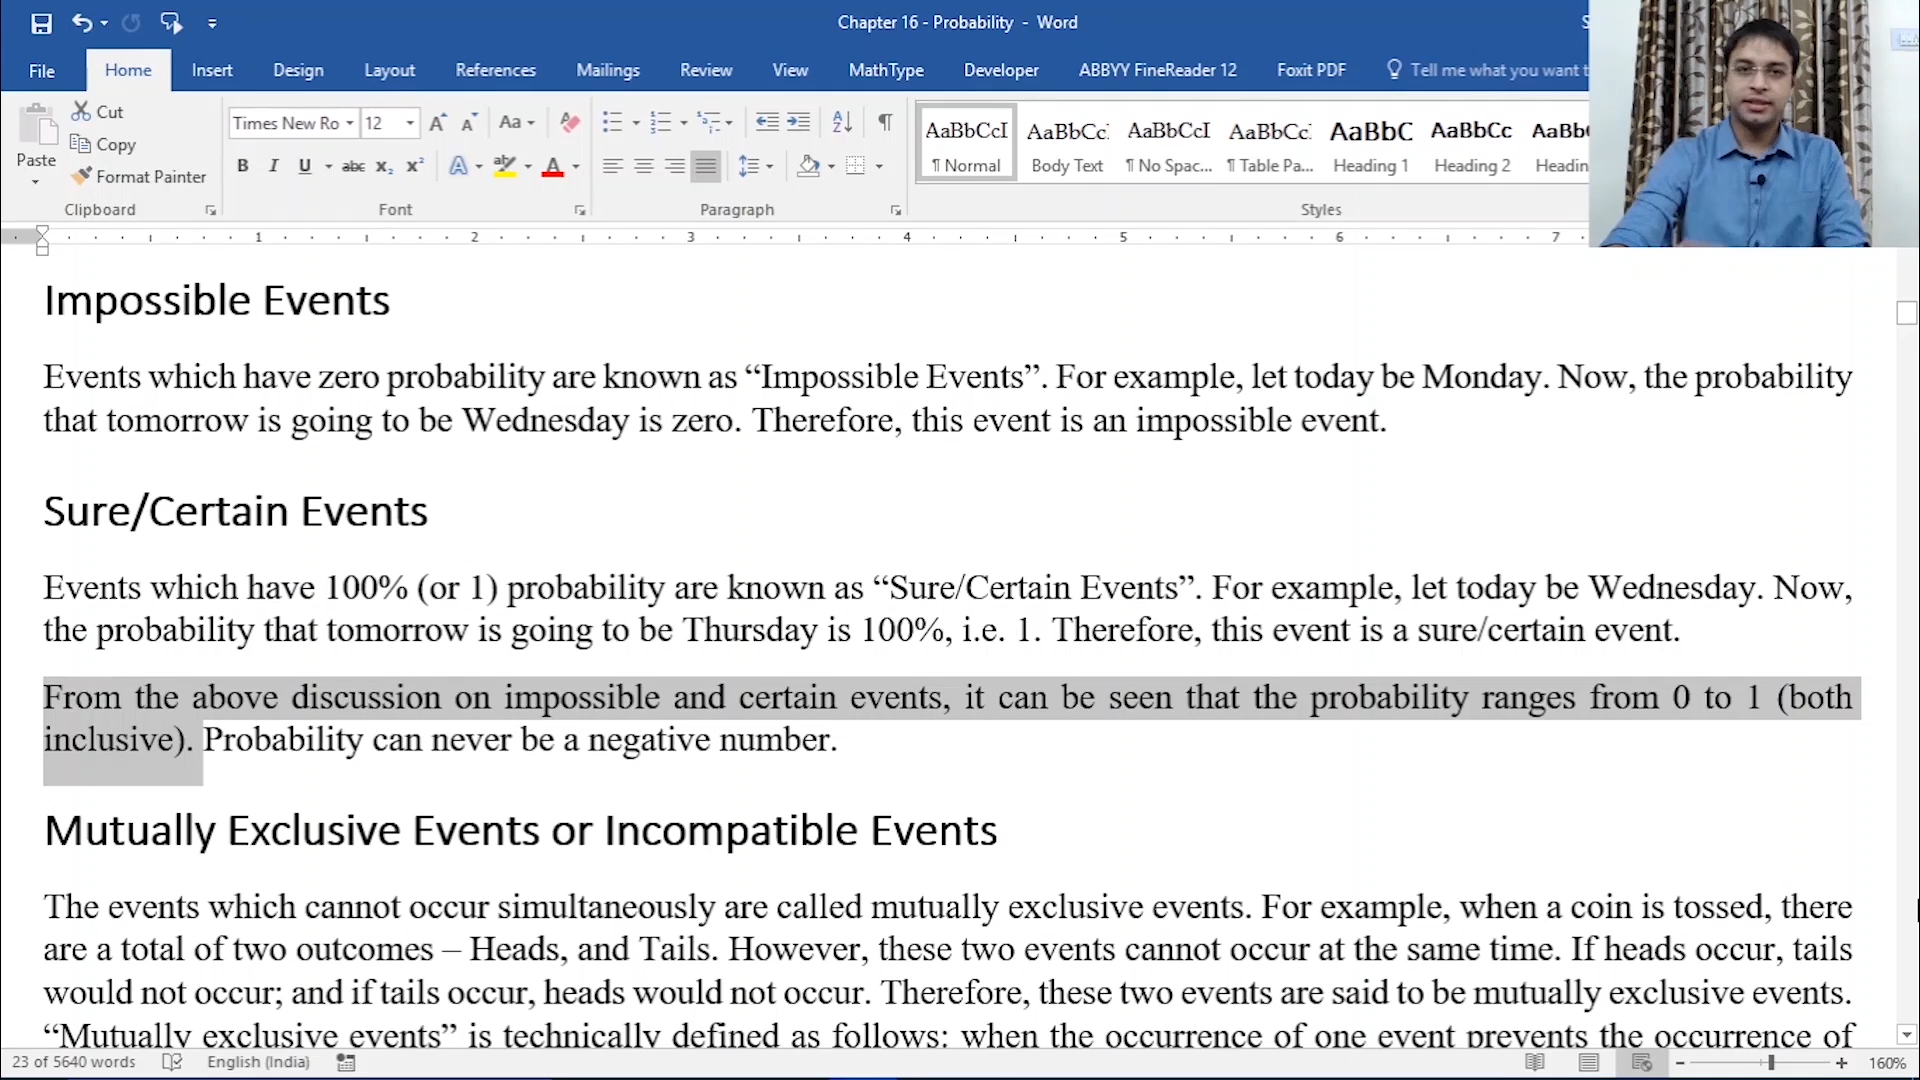 Chapter 16 - Probability - Word
File Home Insert Design Layout References Mailings Review View MathType Developer ABBYY FineReader 12 Foxit PDF Tell me what you want t
Cut
Copy
Format Painter
Paste
Clipboard
Times New Ro 12
Font
Paragraph
AaBbCcI AaBbCc AaBbCcI AaBbCc AaBbC AaBbCc AaBb
¶ Normal Body Text ¶ No Spac... ¶ Table Pa... Heading 1 Heading 2 Headin
Styles
1 2 3 4 5 6 7
Impossible Events
Events which have zero probability are known as “Impossible Events”. For example, let today be Monday. Now, the probability
that tomorrow is going to be Wednesday is zero. Therefore, this event is an impossible event.
Sure/Certain Events
Events which have 100% (or 1) probability are known as “Sure/Certain Events”. For example, let today be Wednesday. Now,
the probability that tomorrow is going to be Thursday is 100%, i.e. 1. Therefore, this event is a sure/certain event.
From the above discussion on impossible and certain events, it can be seen that the probability ranges from 0 to 1 (both
inclusive). Probability can never be a negative number.
Mutually Exclusive Events or Incompatible Events
The events which cannot occur simultaneously are called mutually exclusive events. For example, when a coin is tossed, there
are a total of two outcomes – Heads, and Tails. However, these two events cannot occur at the same time. If heads occur, tails
would not occur; and if tails occur, heads would not occur. Therefore, these two events are said to be mutually exclusive events.
“Mutually exclusive events” is technically defined as follows: when the occurrence of one event prevents the occurrence of
23 of 5640 words English (India) 160%